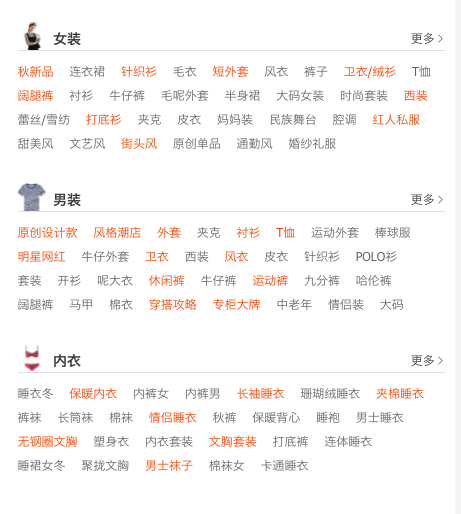 女装 更多
秋新品 连衣裙 针织衫 毛衣 短外套 风衣 裤子 卫衣/绒衫 T恤
阔腿裤 衬衫 牛仔裤 毛呢外套 半身裙 大码女装 时尚套装 西装
蕾丝/雪纺 打底衫 夹克 皮衣 妈妈装 民族舞台 腔调 红人私服
甜美风 文艺风 街头风 原创单品 通勤风 婚纱礼服
男装 更多
原创设计款 风格潮店 外套 夹克 衬衫 T恤 运动外套 棒球服
明星网红 牛仔外套 卫衣 西装 风衣 皮衣 针织衫 POLO衫
套装 开衫 呢大衣 休闲裤 牛仔裤 运动裤 九分裤 哈伦裤
阔腿裤 马甲 棉衣 穿搭攻略 专柜大牌 中老年 情侣装 大码
内衣 更多
睡衣冬 保暖内衣 内裤女 内裤男 长袖睡衣 珊瑚绒睡衣 夹棉睡衣
裤袜 长筒袜 棉袜 情侣睡衣 秋裤 保暖背心 睡袍 男士睡衣
无钢圈文胸 塑身衣 内衣套装 文胸套装 打底裤 连体睡衣
睡裙女冬 聚拢文胸 男士袜子 棉袜女 卡通睡衣